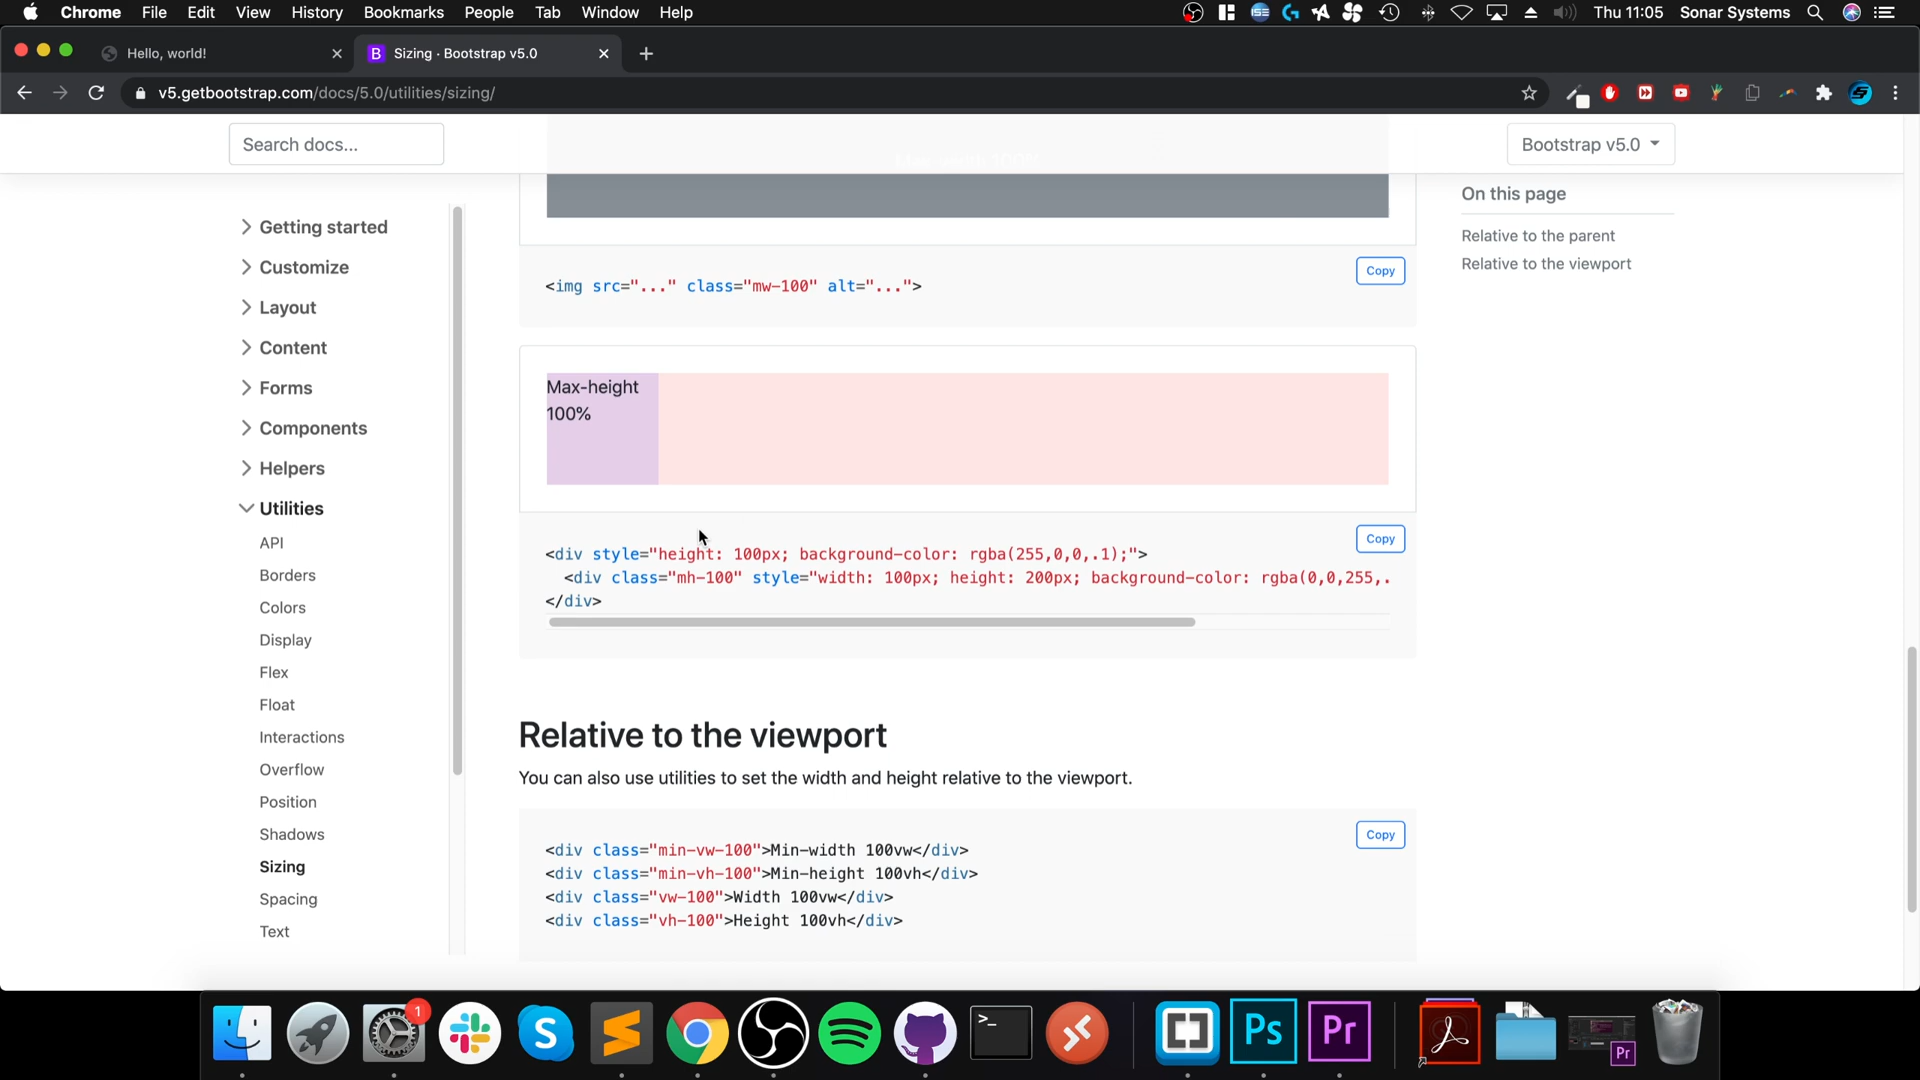 Chrome File Edit View History Bookmarks People Tab Window Help
Thu 11:05 Sonar Systems
Hello, world!
Sizing · Bootstrap v5.0
v5.getbootstrap.com/docs/5.0/utilities/sizing/
Search docs...
Bootstrap v5.0
Getting started
Customize
Layout
Content
Forms
Components
Helpers
Utilities
API
Borders
Colors
Display
Flex
Float
Interactions
Overflow
Position
Shadows
Sizing
Spacing
Text
Copy
<img src="..." class="mw-100" alt="...">
Max-height
100%
Copy
<div style="height: 100px; background-color: rgba(255,0,0,.1);">
<div class="mh-100" style="width: 100px; height: 200px; background-color: rgba(0,0,255,.
</div>
Relative to the viewport
You can also use utilities to set the width and height relative to the viewport.
Copy
<div class="min-vw-100">Min-width 100vw</div>
<div class="min-vh-100">Min-height 100vh</div>
<div class="vw-100">Width 100vw</div>
<div class="vh-100">Height 100vh</div>
On this page
Relative to the parent
Relative to the viewport
1
S
>_
Ps
Pr
Pr